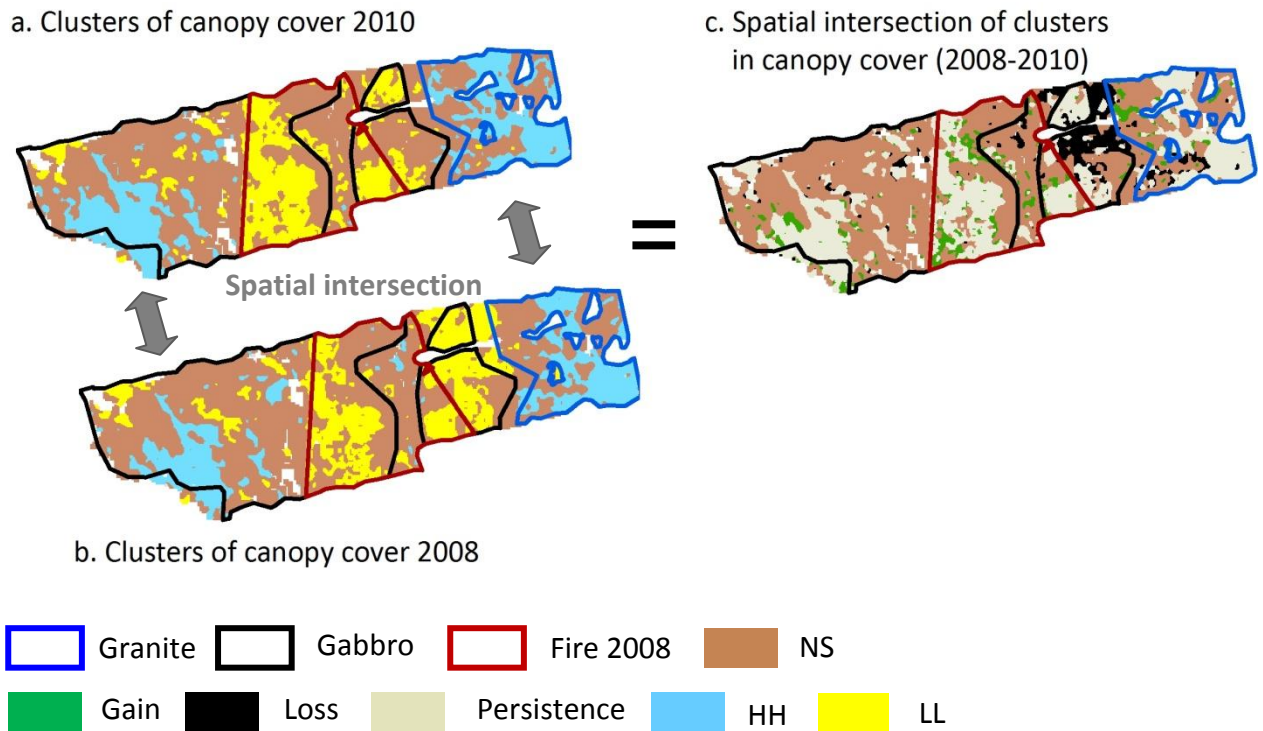 a. Clusters of canopy cover 2010
c. Spatial intersection of clusters
in canopy cover (2008-2010)
=
Spatial intersection
b. Clusters of canopy cover 2008
Granite
Gabbro
Fire 2008
NS
Gain
Loss
Persistence
HH
LL